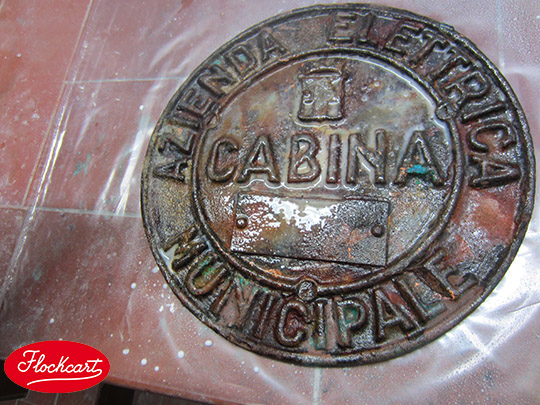 AZIENDA ELETTRICA
CABINA
MUNICIPALE
Flockcart